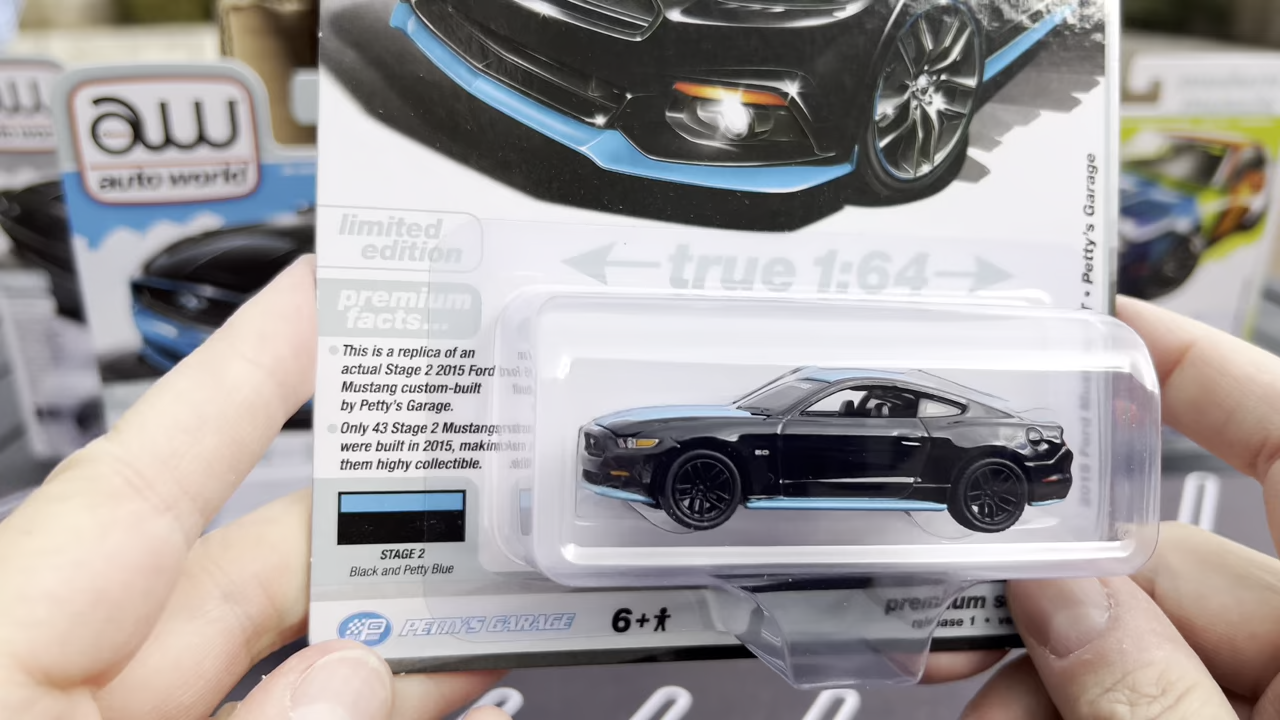 aw
auto world
limited
edition
true 1:64
premium
facts...
This is a replica of an
actual Stage 2 2015 Ford
Mustang custom-built
by Petty's Garage.
Only 43 Stage 2 Mustangs
were built in 2015, making
them highy collectible.
STAGE 2
Black and Petty Blue
PETTY'S GARAGE
6+
premium
release 1 •
• Petty's Garage
5.0